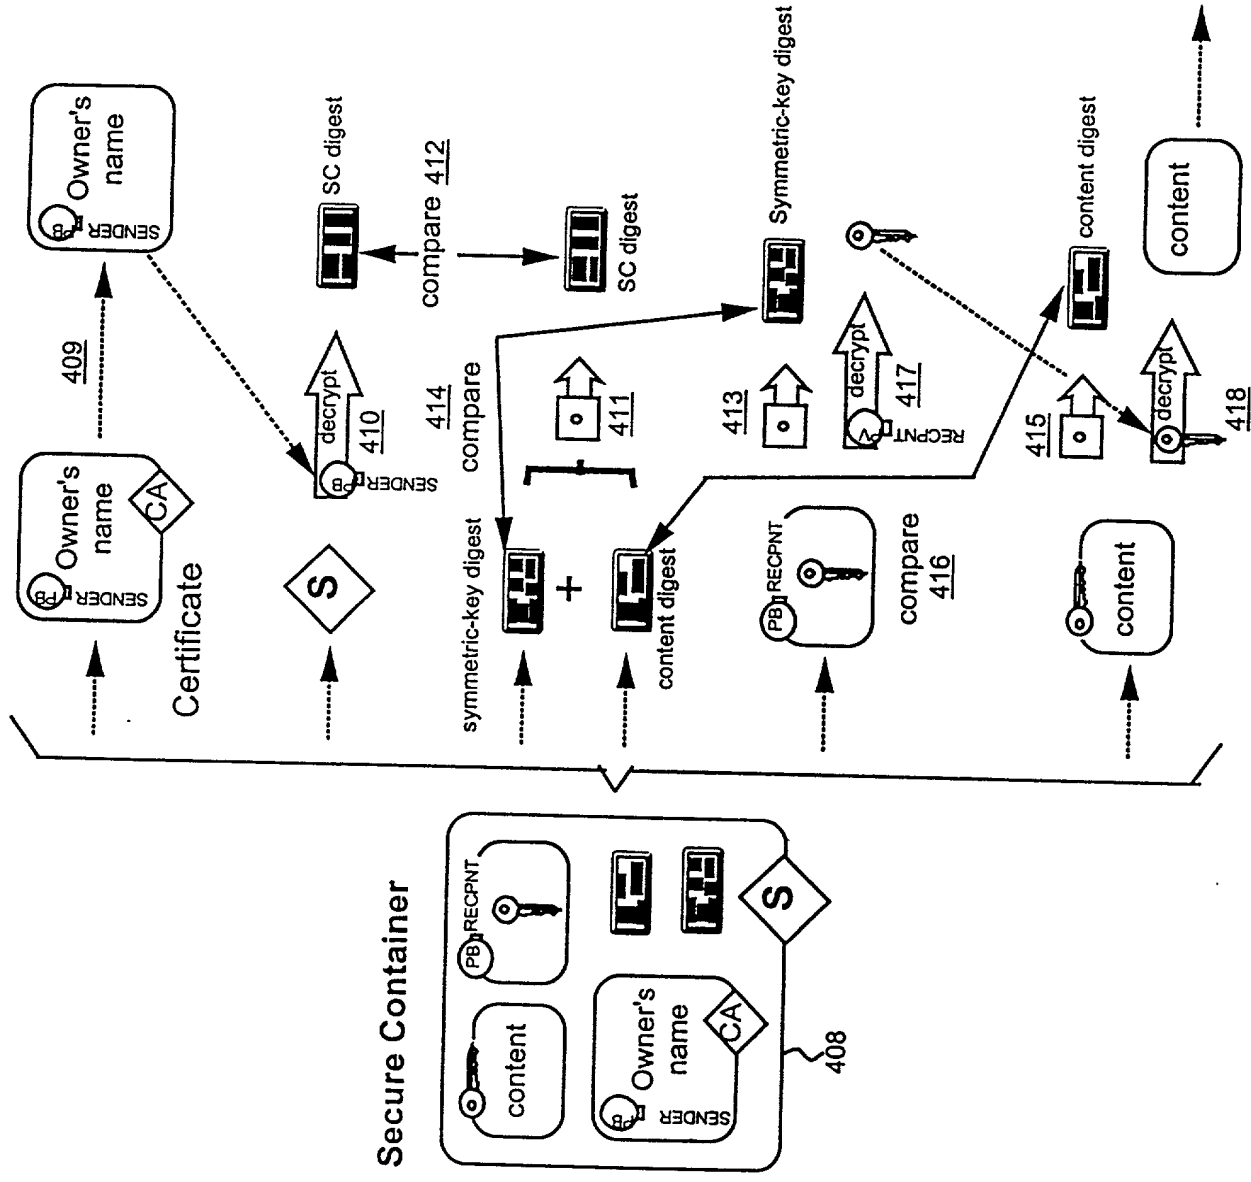 Secure Container
content
PB RECPNT
PB
SENDER
Owner's
name
CA
S
408
PB
SENDER
Owner's
name
CA
Certificate
409
PB
SENDER
Owner's
name
S
PB
SENDER
decrypt
410
SC digest
compare 412
symmetric-key digest
+
content digest
compare
414
411
SC digest
PB RECPNT
compare
416
413
Symmetric-key digest
PV
RECPNT
decrypt
417
content
415
content digest
decrypt
418
content